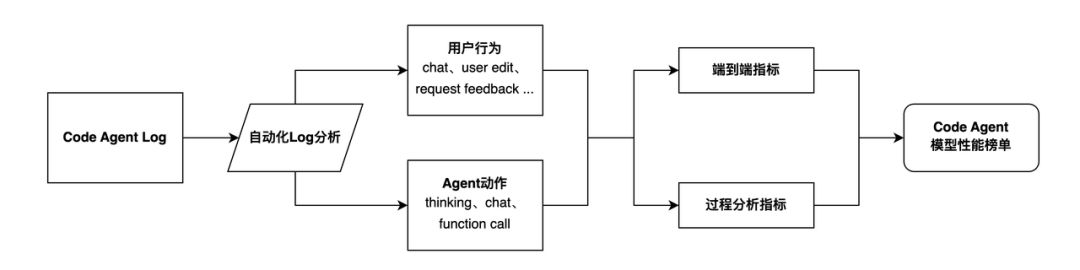 Code Agent Log
自动化Log分析
用户行为
chat、user edit、
request feedback ...
Agent动作
thinking、chat、
function call
端到端指标
过程分析指标
Code Agent
模型性能榜单